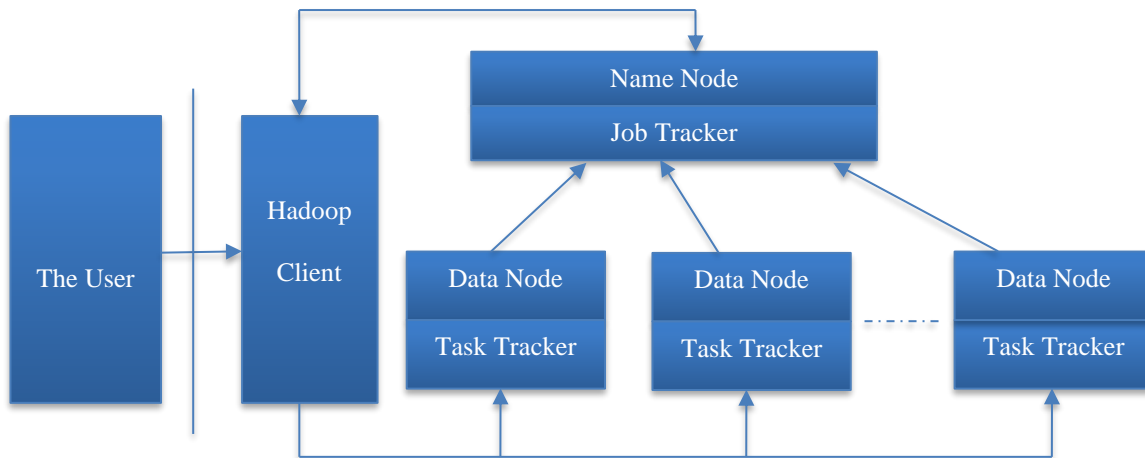 Name Node
Job Tracker
The User
Hadoop
Client
Data Node
Task Tracker
Data Node
Task Tracker
Data Node
Task Tracker